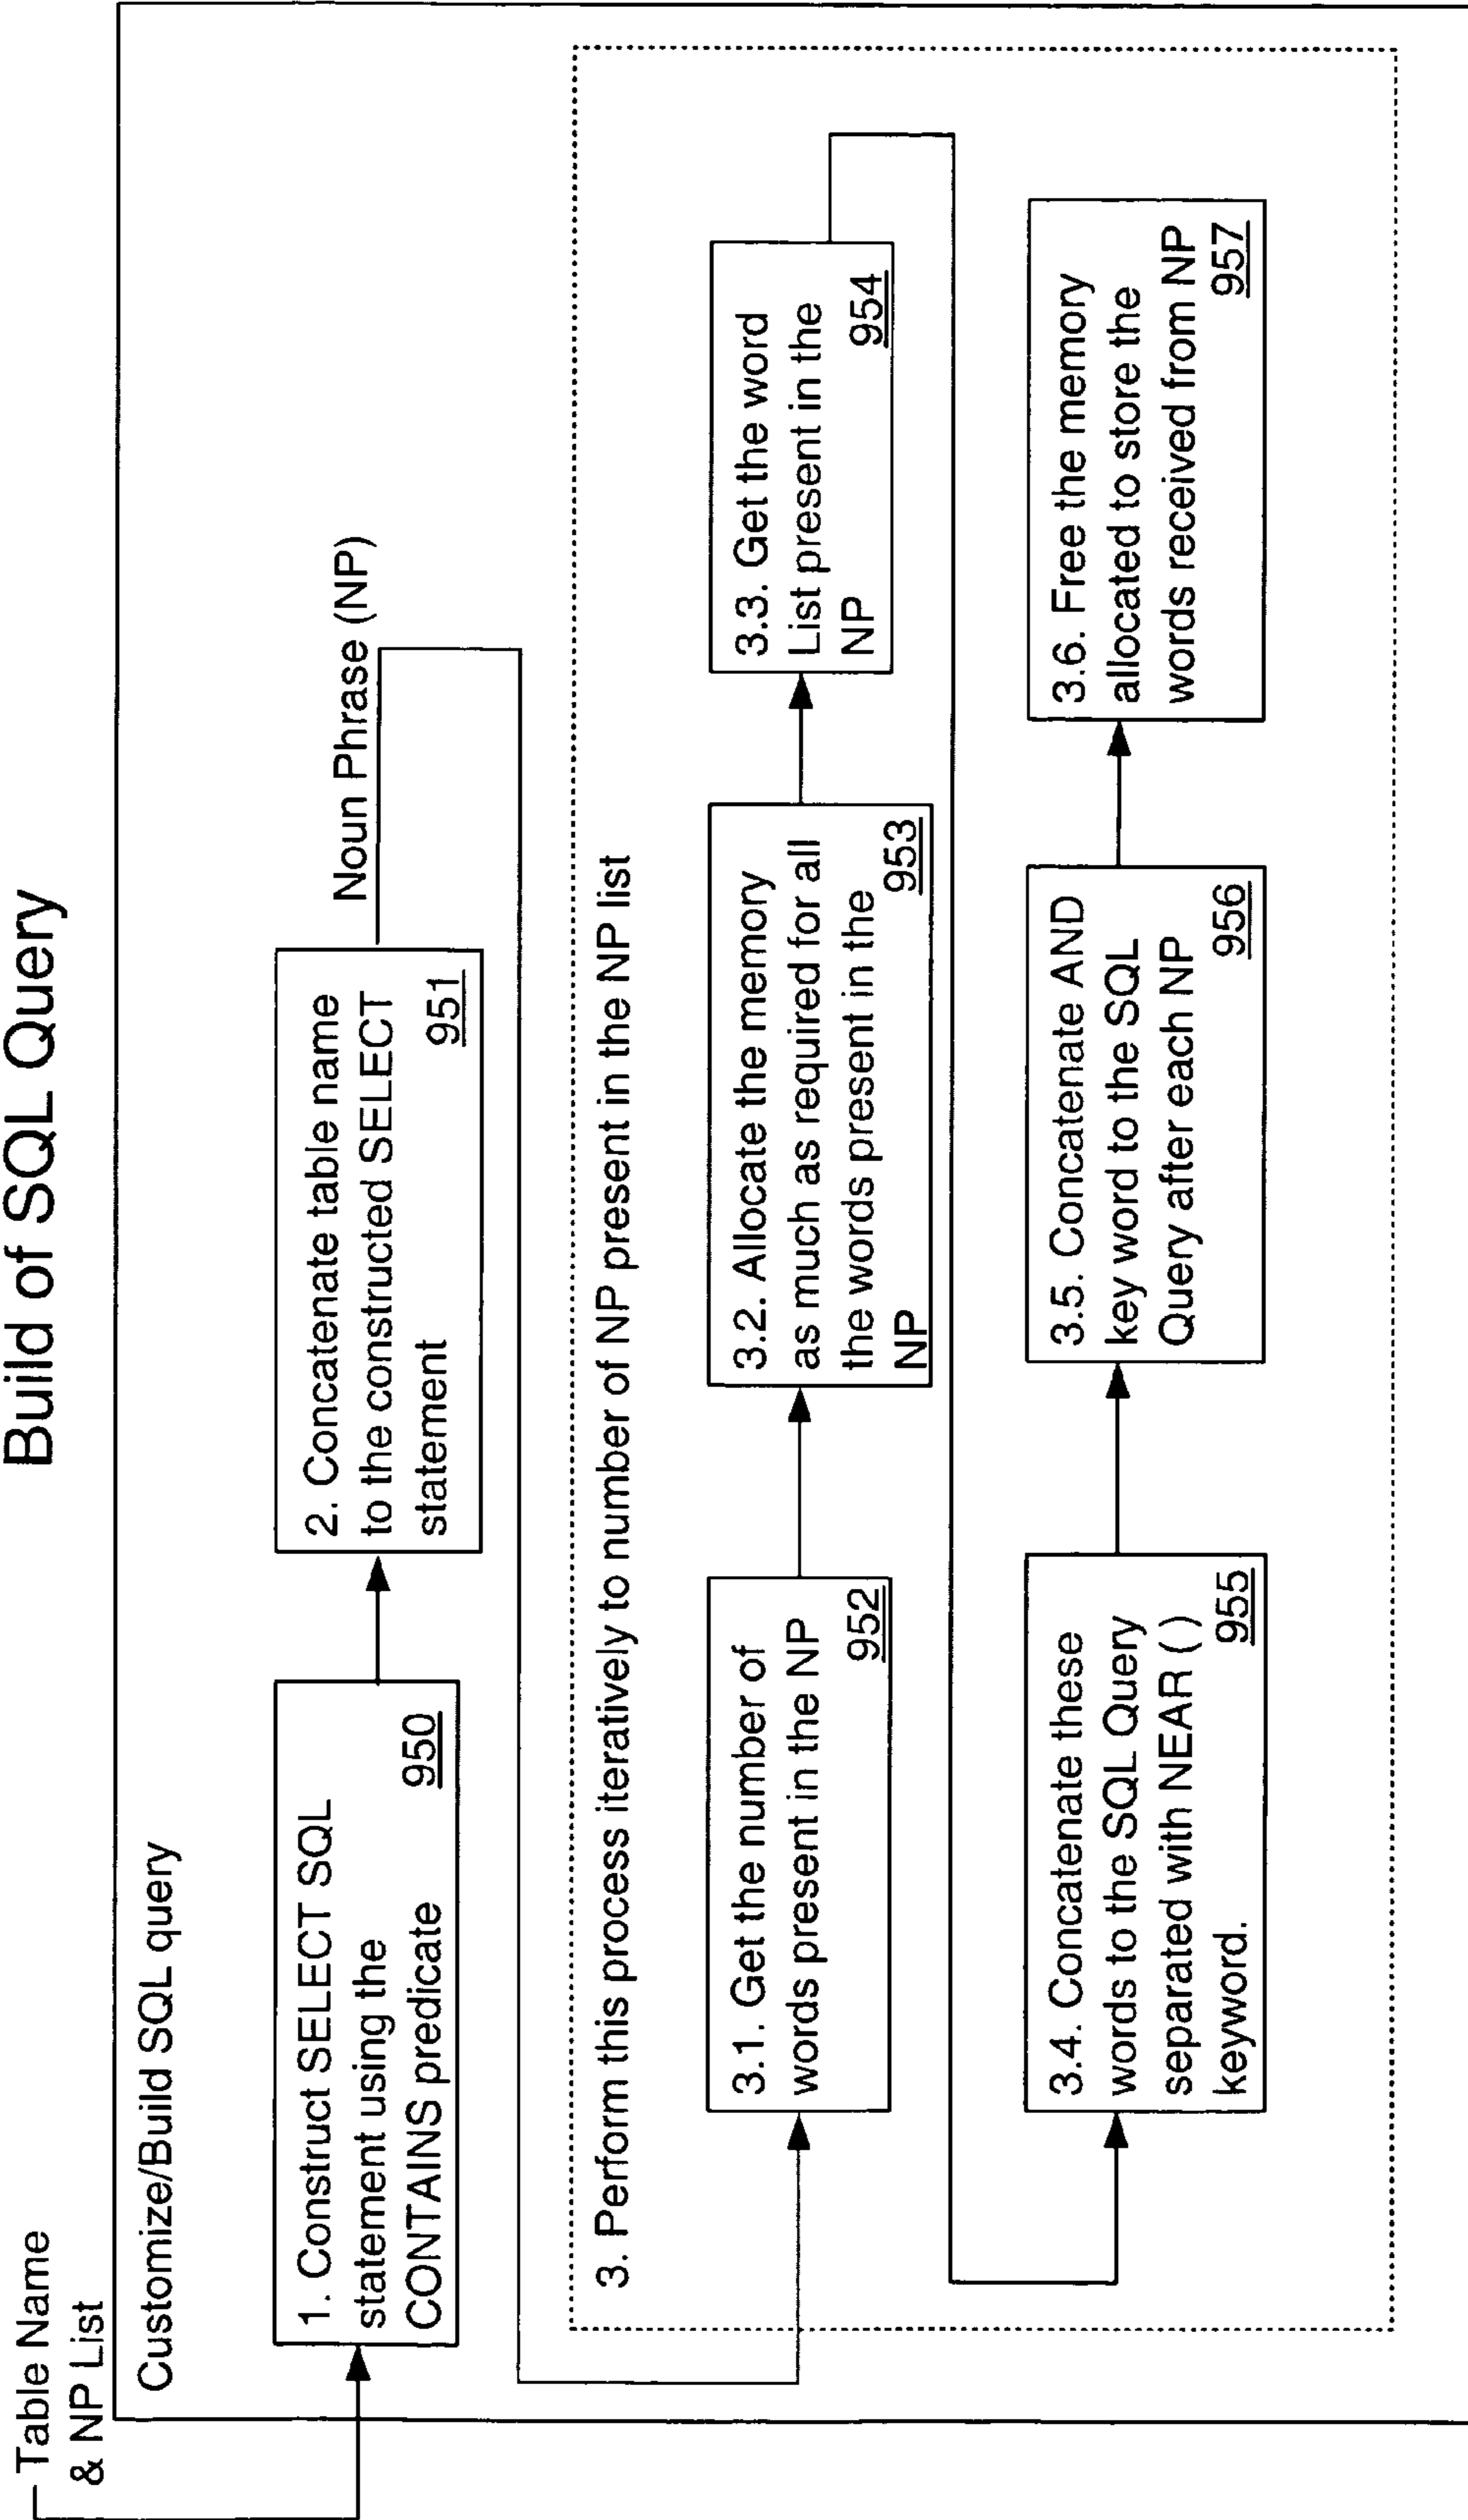 Build of SQL Query
Table Name
& NP List
Customize/Build SQL query
1. Construct SELECT SQL
statement using the
CONTAINS predicate
950
2. Concatenate table name
to the constructed SELECT
statement
951
Noun Phrase (NP)
3. Perform this process iteratively to number of NP present in the NP list
3.1. Get the number of
words present in the NP
952
3.2. Allocate the memory
as much as required for all
the words present in the
NP
953
3.3. Get the word
List present in the
NP
954
3.4. Concatenate these
words to the SQL Query
separated with NEAR ( )
keyword.
955
3.5. Concatenate AND
key word to the SQL
Query after each NP
956
3.6. Free the memory
allocated to store the
words received from NP
957